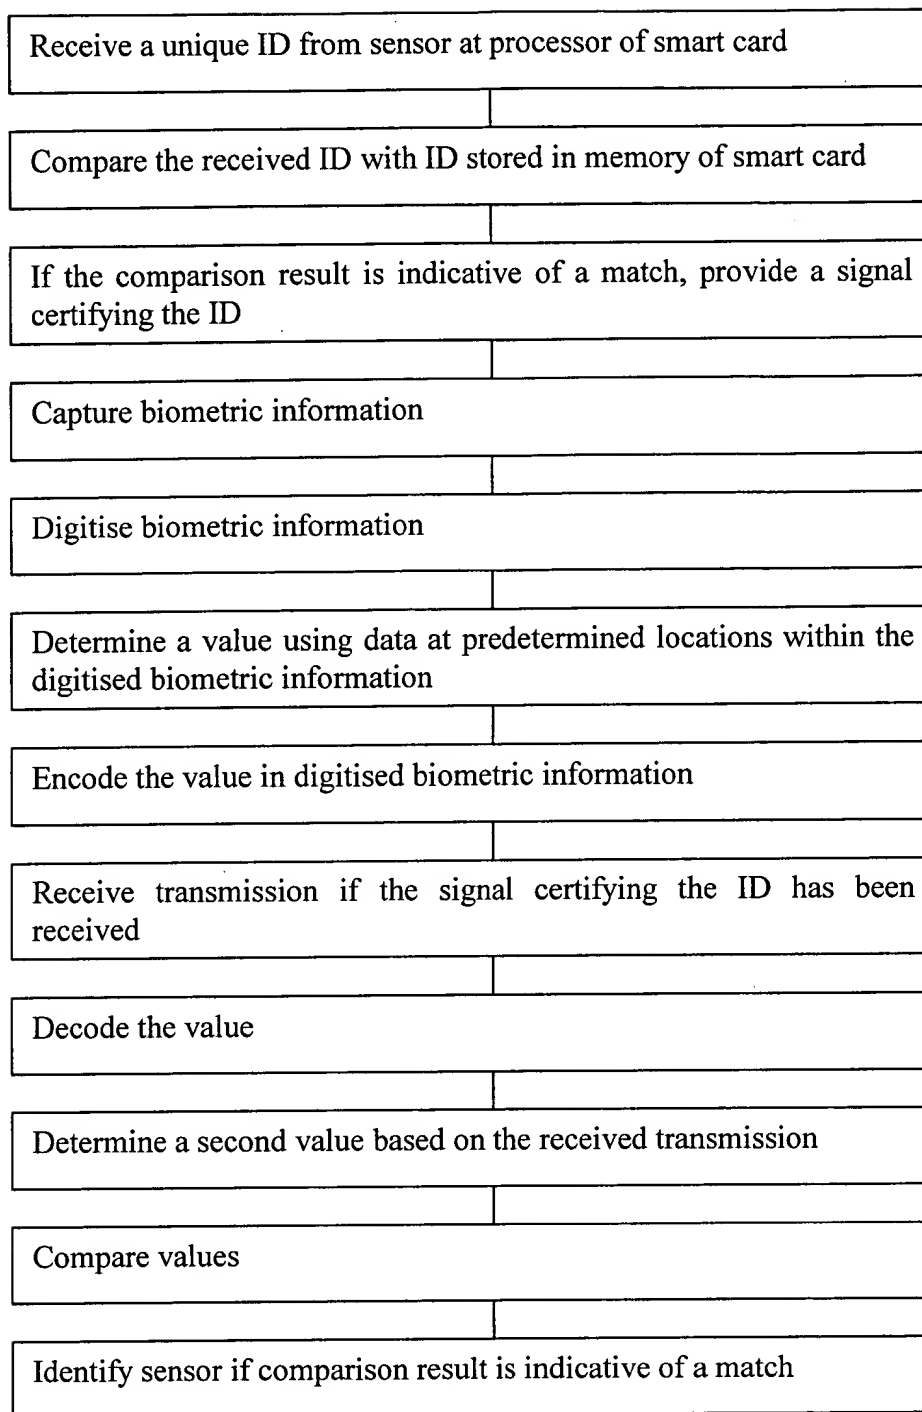 Receive a unique ID from sensor at processor of smart card
Compare the received ID with ID stored in memory of smart card
If the comparison result is indicative of a match, provide a signal
certifying the ID
Capture biometric information
Digitise biometric information
Determine a value using data at predetermined locations within the
digitised biometric information
Encode the value in digitised biometric information
Receive transmission if the signal certifying the ID has been
received
Decode the value
Determine a second value based on the received transmission
Compare values
Identify sensor if comparison result is indicative of a match